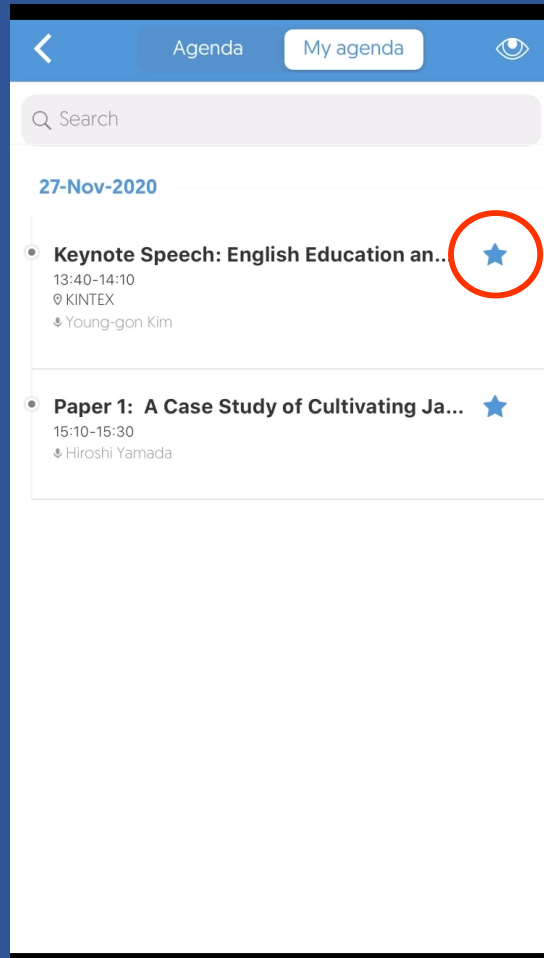 Agenda My agenda
Search
27-Nov-2020
Keynote Speech: English Education an...
13:40-14:10
KINTEX
Young-gon Kim
Paper 1: A Case Study of Cultivating Ja...
15:10-15:30
Hiroshi Yamada